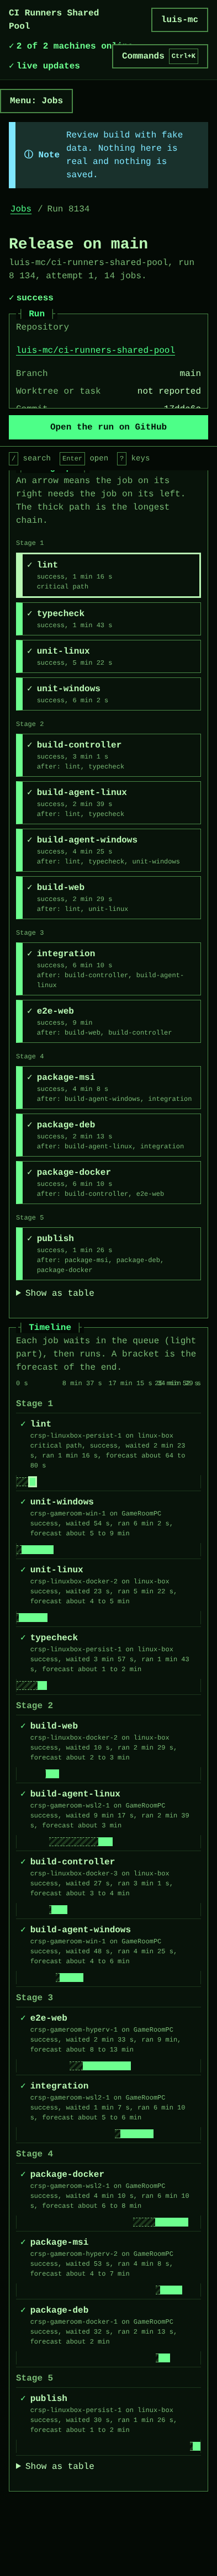 CI Runners Shared
Pool
luis-mc
✓ 2 of 2 machines online
Commands Ctrl+K
✓ live updates
Menu: Jobs
ⓘ Note
Review build with fake
data. Nothing here is
real and nothing is
saved.
Jobs / Run 8134
Release on main
luis-mc/ci-runners-shared-pool, run
8 134, attempt 1, 14 jobs.
✓ success
Run
Repository
luis-mc/ci-runners-shared-pool
Branch main
Worktree or task not reported
Open the run on GitHub
/ search Enter open ? keys
An arrow means the job on its
right needs the job on its left.
The thick path is the longest
chain.
Stage 1
✓ lint
success, 1 min 16 s
critical path
✓ typecheck
success, 1 min 43 s
✓ unit-linux
success, 5 min 22 s
✓ unit-windows
success, 6 min 2 s
Stage 2
✓ build-controller
success, 3 min 1 s
after: lint, typecheck
✓ build-agent-linux
success, 2 min 39 s
after: lint, typecheck
✓ build-agent-windows
success, 4 min 25 s
after: lint, typecheck, unit-windows
✓ build-web
success, 2 min 29 s
after: lint, unit-linux
Stage 3
✓ integration
success, 6 min 10 s
after: build-controller, build-agent-
linux
✓ e2e-web
success, 9 min
after: build-web, build-controller
Stage 4
✓ package-msi
success, 4 min 8 s
after: build-agent-windows, integration
✓ package-deb
success, 2 min 13 s
after: build-agent-linux, integration
✓ package-docker
success, 6 min 10 s
after: build-controller, e2e-web
Stage 5
✓ publish
success, 1 min 26 s
after: package-msi, package-deb,
package-docker
▶ Show as table
Timeline
Each job waits in the queue (light
part), then runs. A bracket is the
forecast of the end.
0 s 8 min 37 s 17 min 15 s
Stage 1
✓ lint
crsp-linuxbox-persist-1 on linux-box
critical path, success, waited 2 min 23
s, ran 1 min 16 s, forecast about 64 to
80 s
✓ unit-windows
crsp-gameroom-win-1 on GameRoomPC
success, waited 54 s, ran 6 min 2 s,
forecast about 5 to 9 min
✓ unit-linux
crsp-linuxbox-docker-2 on linux-box
success, waited 23 s, ran 5 min 22 s,
forecast about 4 to 5 min
✓ typecheck
crsp-linuxbox-persist-1 on linux-box
success, waited 3 min 57 s, ran 1 min 43
s, forecast about 1 to 2 min
Stage 2
✓ build-web
crsp-linuxbox-docker-2 on linux-box
success, waited 10 s, ran 2 min 29 s,
forecast about 2 to 3 min
✓ build-agent-linux
crsp-gameroom-wsl2-1 on GameRoomPC
success, waited 9 min 17 s, ran 2 min 39
s, forecast about 3 min
✓ build-controller
crsp-linuxbox-docker-3 on linux-box
success, waited 27 s, ran 3 min 1 s,
forecast about 3 to 4 min
✓ build-agent-windows
crsp-gameroom-win-1 on GameRoomPC
success, waited 48 s, ran 4 min 25 s,
forecast about 4 to 6 min
Stage 3
✓ e2e-web
crsp-gameroom-hyperv-1 on GameRoomPC
success, waited 2 min 33 s, ran 9 min,
forecast about 8 to 13 min
✓ integration
crsp-gameroom-wsl2-1 on GameRoomPC
success, waited 1 min 7 s, ran 6 min 10
s, forecast about 5 to 6 min
Stage 4
✓ package-docker
crsp-gameroom-wsl2-1 on GameRoomPC
success, waited 4 min 10 s, ran 6 min 10
s, forecast about 6 to 8 min
✓ package-msi
crsp-gameroom-hyperv-2 on GameRoomPC
success, waited 53 s, ran 4 min 8 s,
forecast about 4 to 7 min
✓ package-deb
crsp-gameroom-docker-1 on GameRoomPC
success, waited 32 s, ran 2 min 13 s,
forecast about 2 min
Stage 5
✓ publish
crsp-linuxbox-persist-1 on linux-box
success, waited 30 s, ran 1 min 26 s,
forecast about 1 to 2 min
▶ Show as table